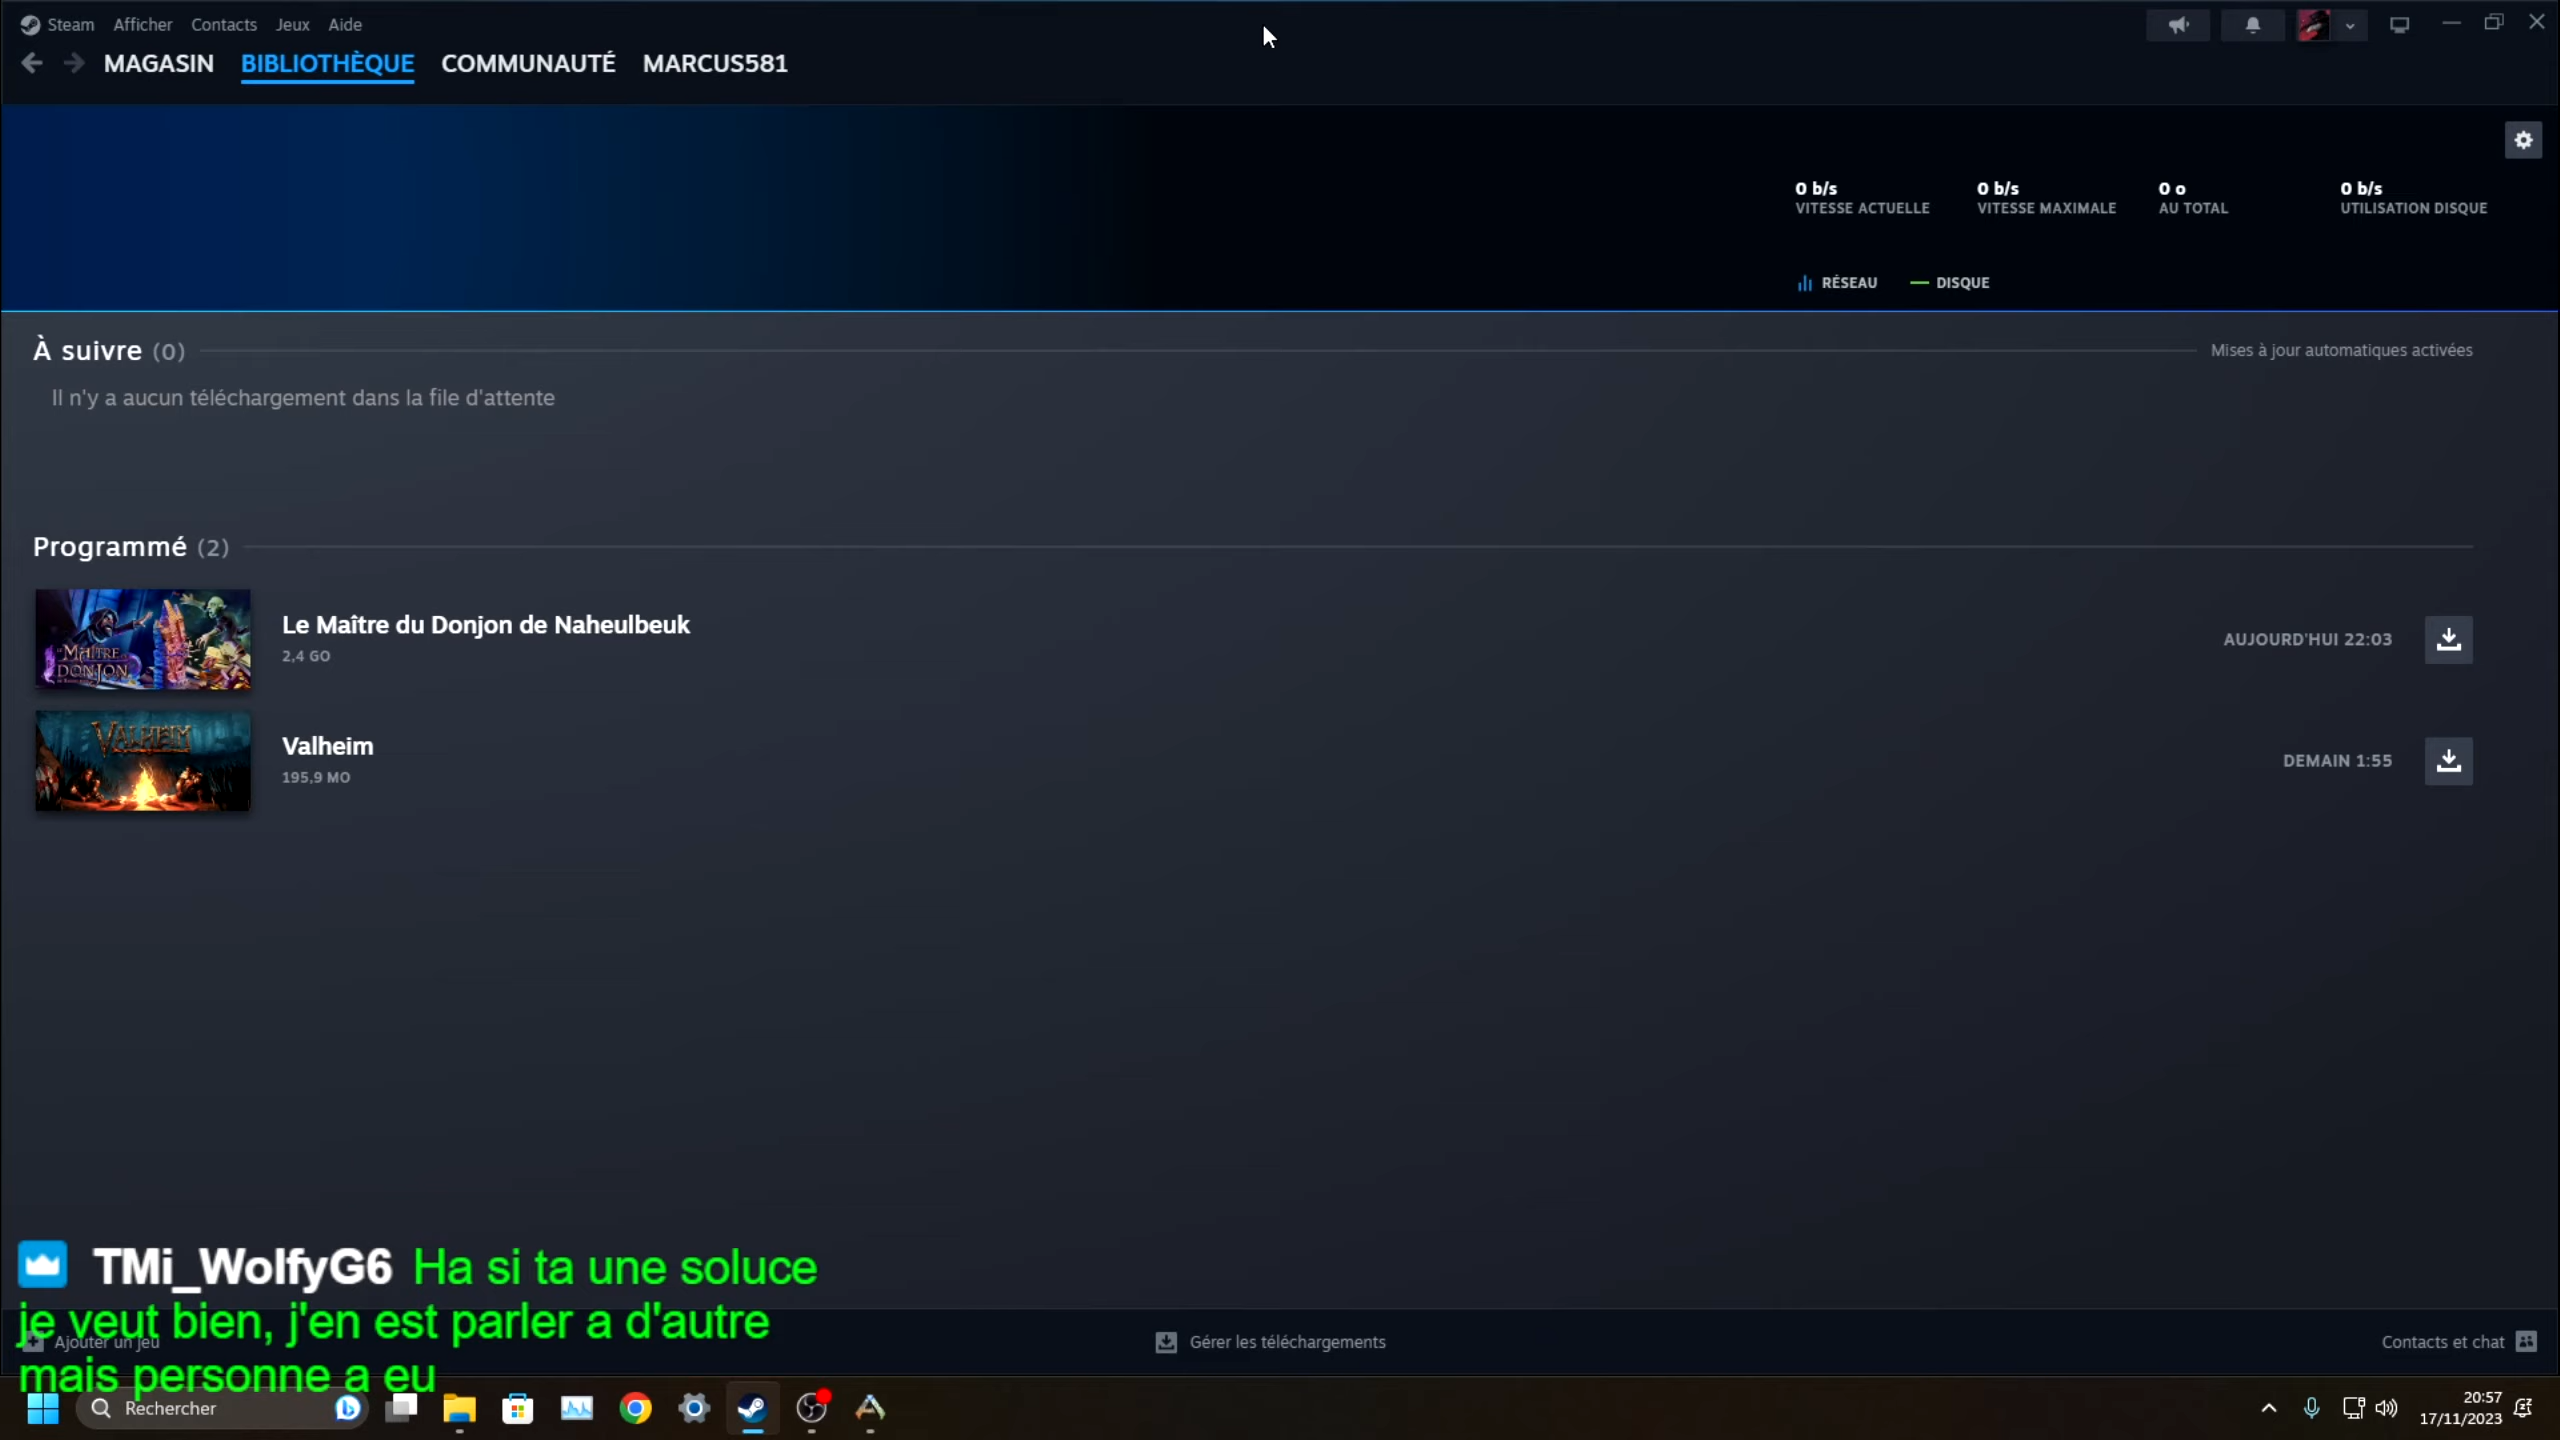 Steam Afficher Contacts Jeux Aide
MAGASIN BIBLIOTHÈQUE COMMUNAUTÉ MARCUS581
0 b/s 0 b/s 0 o 0 b/s
VITESSE ACTUELLE VITESSE MAXIMALE AU TOTAL UTILISATION DISQUE
RÉSEAU DISQUE
À suivre (0) Mises à jour automatiques activées
Il n'y a aucun téléchargement dans la file d'attente
Programmé (2)
Le Maître du Donjon de Naheulbeuk
2,4 GO
AUJOURD'HUI 22:03
MAÎTRE
DONJON
VALHEIM
Valheim
195,9 MO
DEMAIN 1:55
TMi_WolfyG6 Ha si ta une soluce
je veut bien, j'en est parler a d'autre
mais personne a eu
Ajouter un jeu Gérer les téléchargements Contacts et chat
Rechercher
20:57
17/11/2023